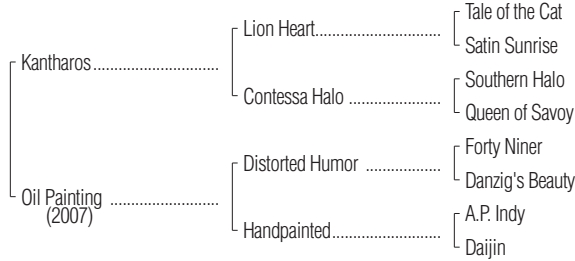 Tale of the Cat
Lion Heart
Satin Sunrise
Kantharos
Southern Halo
Contessa Halo
Queen of Savoy
Forty Niner
Distorted Humor
Danzig's Beauty
Oil Painting
(2007)
A.P. Indy
Handpainted
Daijin